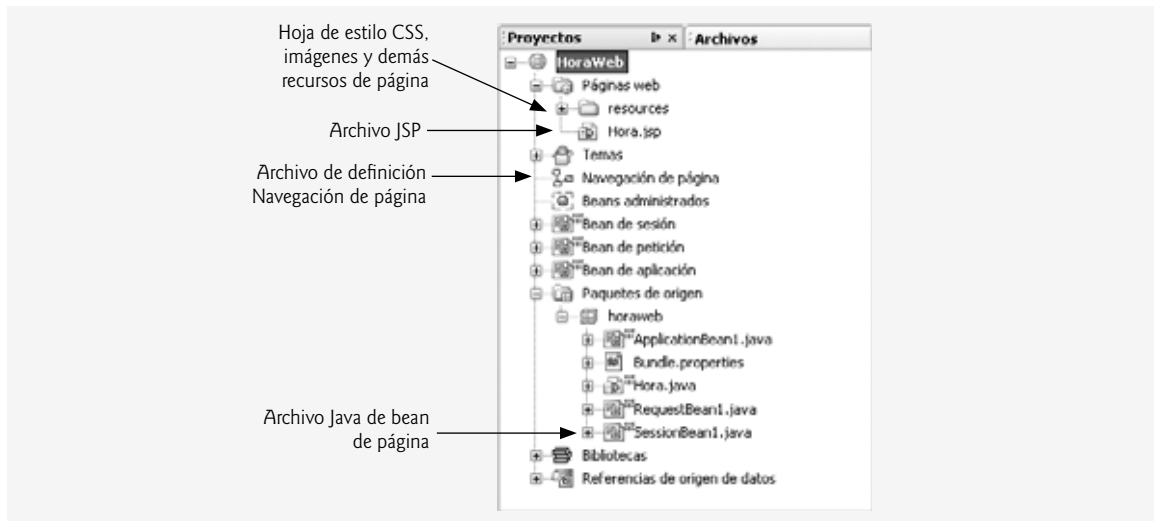 Hoja de estilo CSS,
imágenes y demás
recursos de página
Archivo JSP
Archivo de definición
Navegación de página
Archivo Java de bean
de página
Proyectos
Archivos
HoraWeb
Páginas web
resources
Hora.jsp
Temas
Navegación de página
Beans administrados
Bean de sesión
Bean de petición
Bean de aplicación
Paquetes de origen
horaweb
ApplicationBean1.java
Bundle.properties
Hora.java
RequestBean1.java
SessionBean1.java
Bibliotecas
Referencias de origen de datos